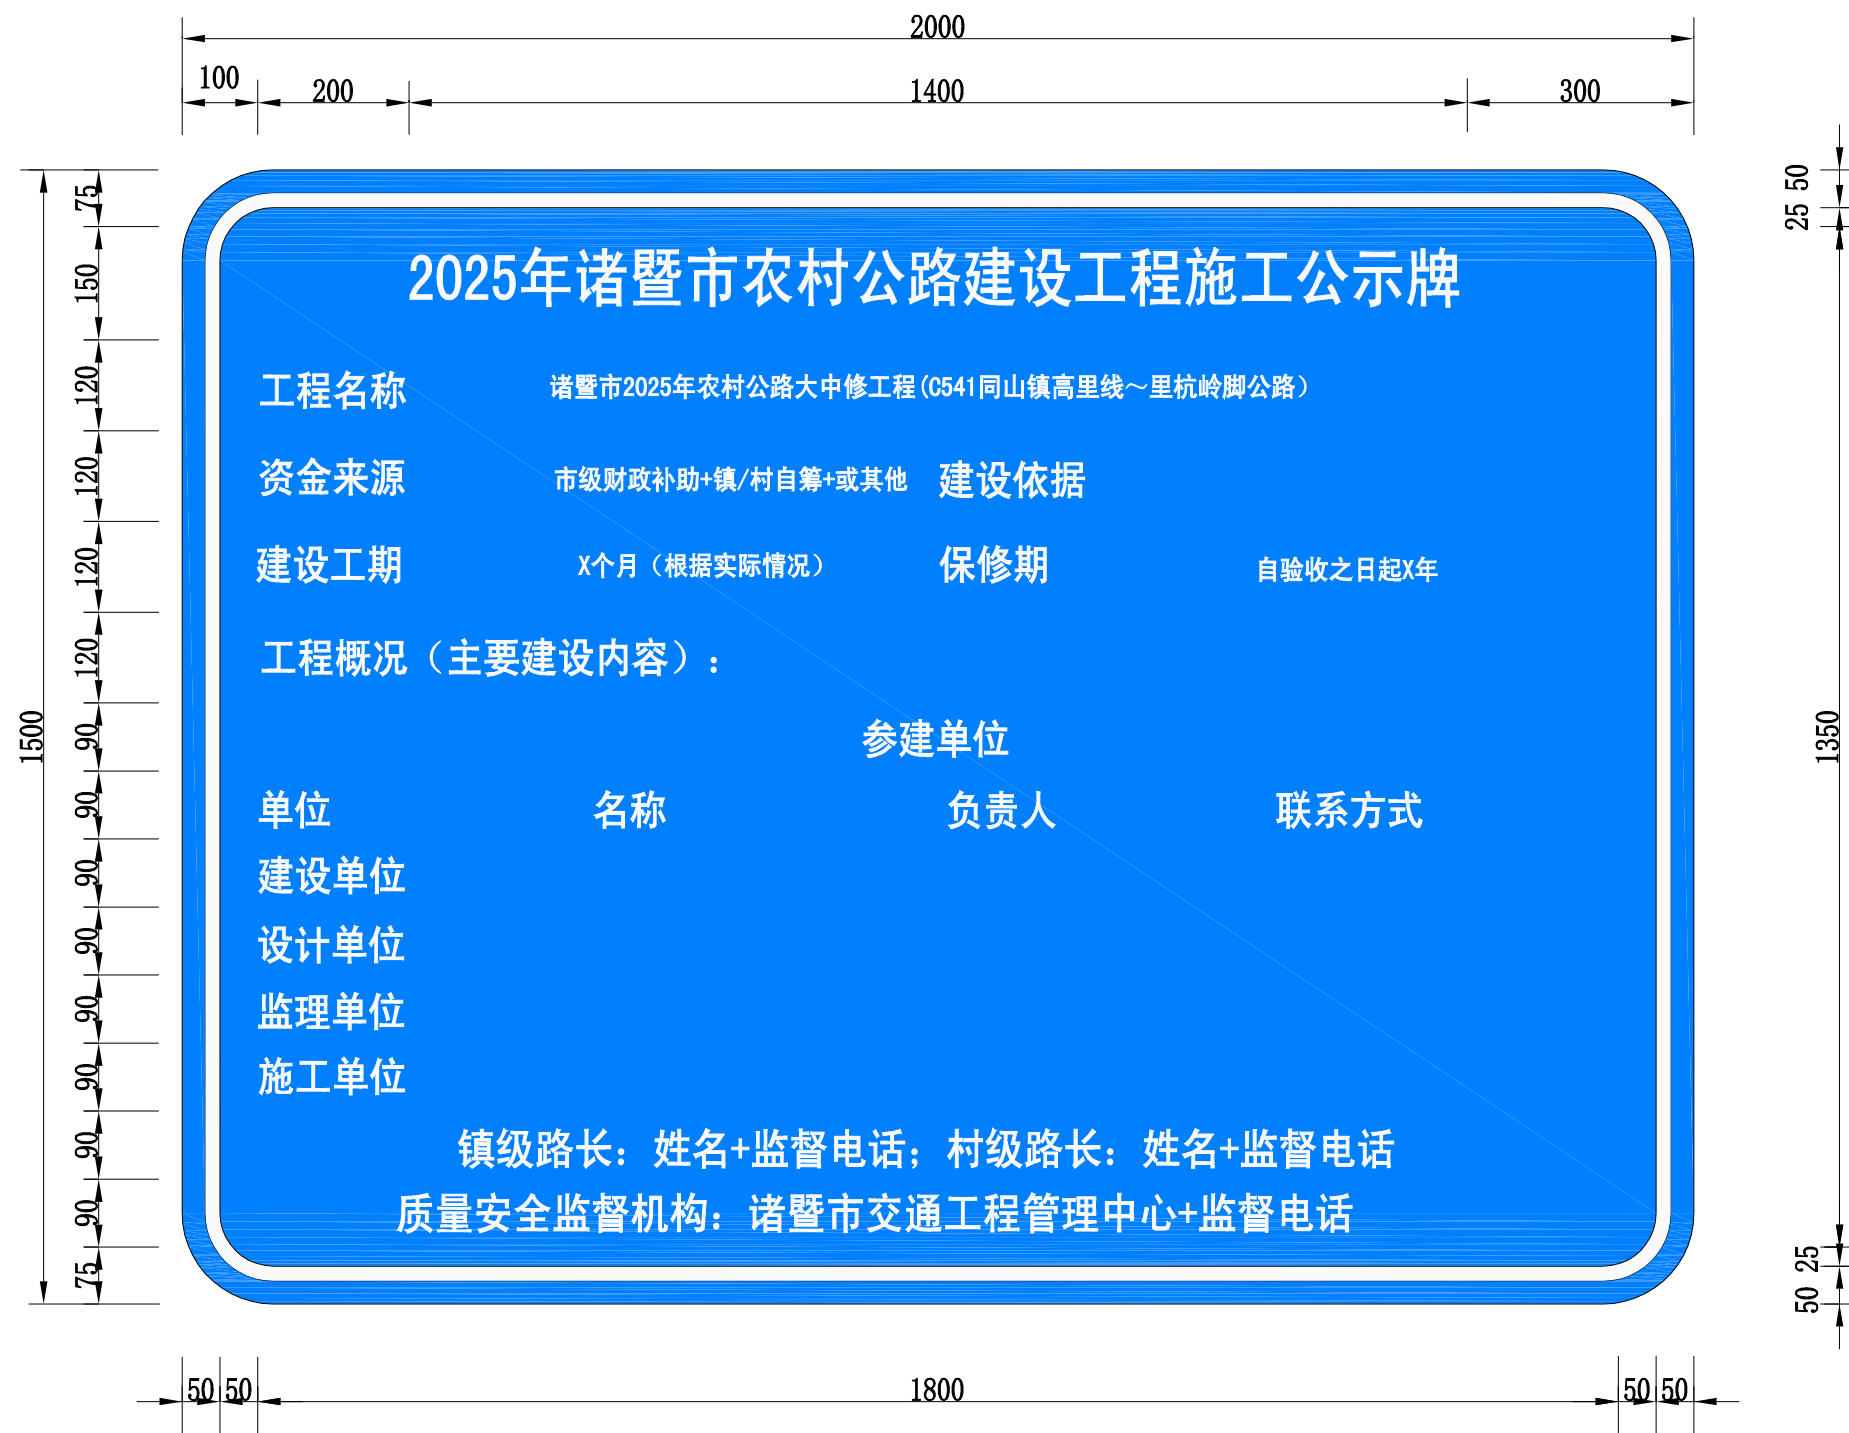 2000
100 200 1400 300
2025年诸暨市农村公路建设工程施工公示牌
工程名称 诸暨市2025年农村公路大中修工程(C541同山镇高里线～里杭岭脚公路）
资金来源 市级财政补助+镇/村自筹+或其他 建设依据
建设工期 X个月（根据实际情况） 保修期 自验收之日起X年
工程概况（主要建设内容）：
参建单位
单位 名称 负责人 联系方式
建设单位
设计单位
监理单位
施工单位
镇级路长：姓名+监督电话；村级路长：姓名+监督电话
质量安全监督机构：诸暨市交通工程管理中心+监督电话
1500
75
150
120
120
120
120
90
90
90
90
90
90
90
90
75
50
25
1350
25
50
50 50 1800 50 50